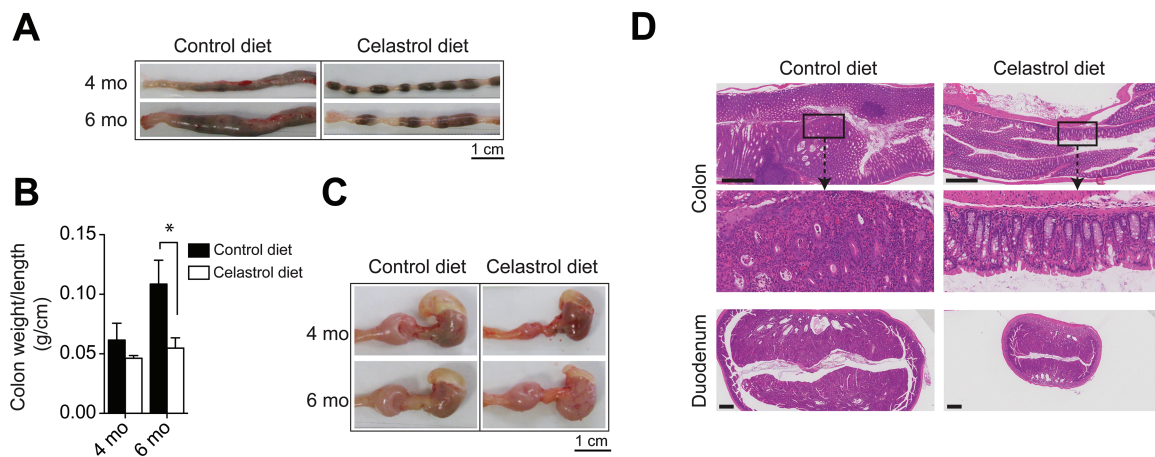 A
Control diet
Celastrol diet
4 mo
6 mo
1 cm
B
Colon weight/length
(g/cm)
0.15
0.10
0.05
0.00
*
Control diet
Celastrol diet
4 mo
6 mo
C
Control diet
Celastrol diet
4 mo
6 mo
1 cm
D
Control diet
Celastrol diet
Colon
Duodenum